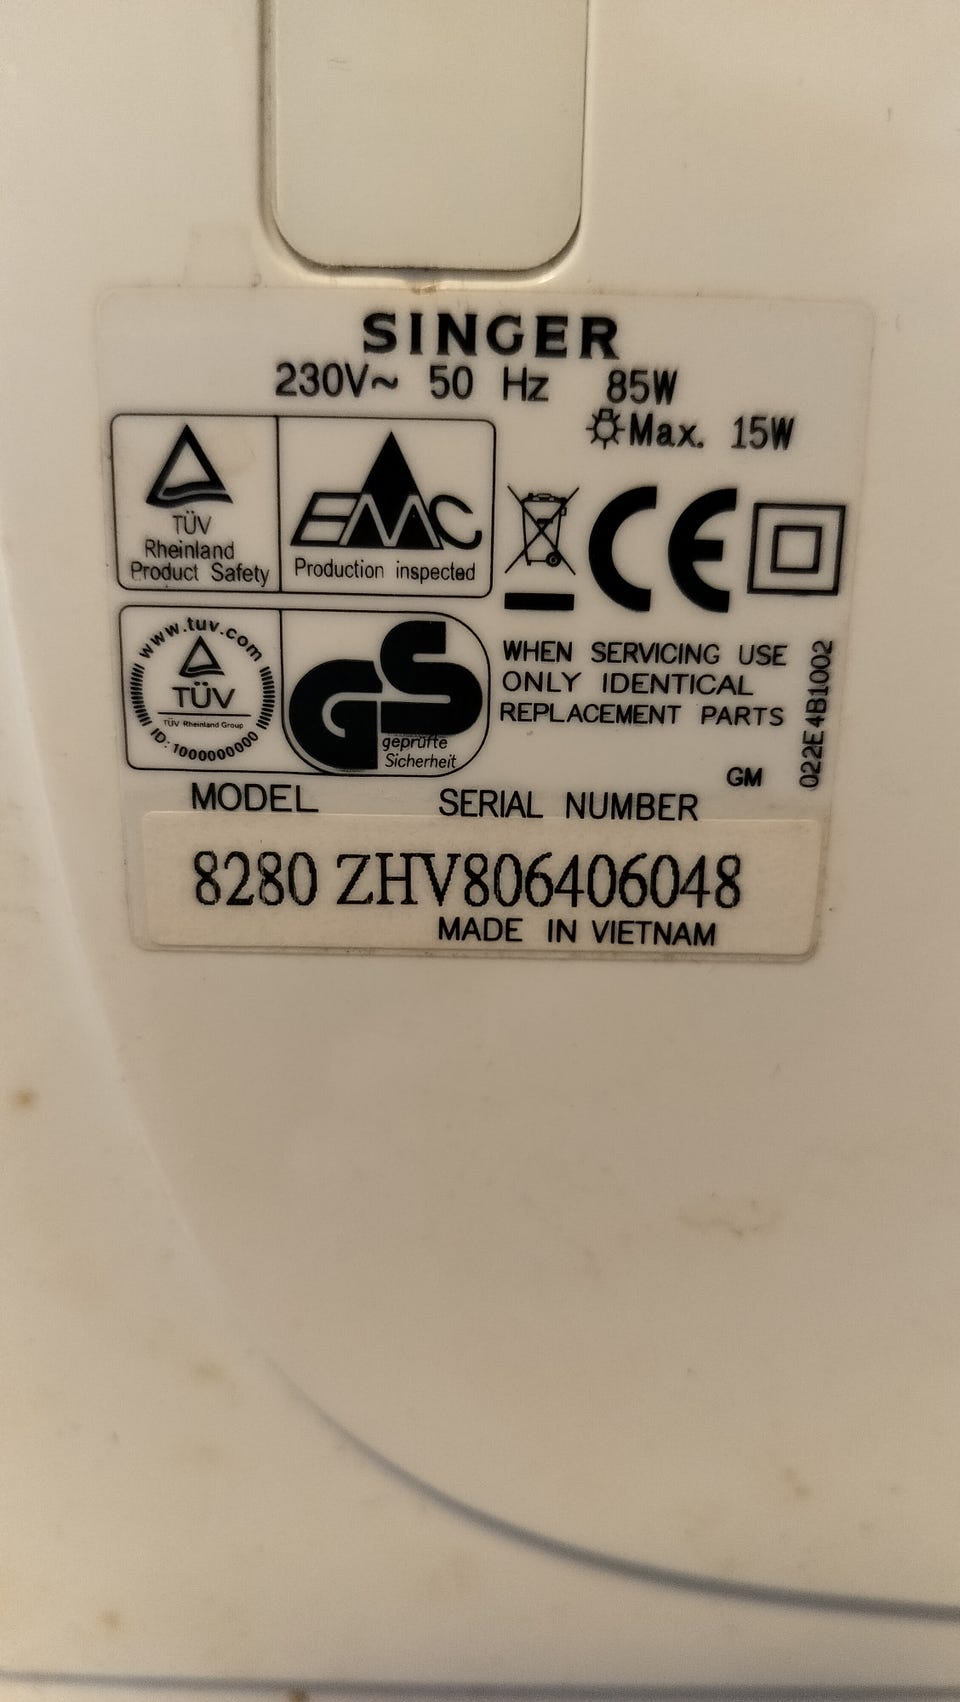 SINGER
230V~ 50 Hz 85W
Max. 15W
TÜV
Rheinland
Product Safety
EMC
Production inspected
CE
www.tuv.com
TÜV
TÜV Rheinland Group
ID: 1000000000
GS
geprüfte
Sicherheit
WHEN SERVICING USE
ONLY IDENTICAL
REPLACEMENT PARTS
GM
022E4B1002
MODEL SERIAL NUMBER
8280 ZHV806406048
MADE IN VIETNAM